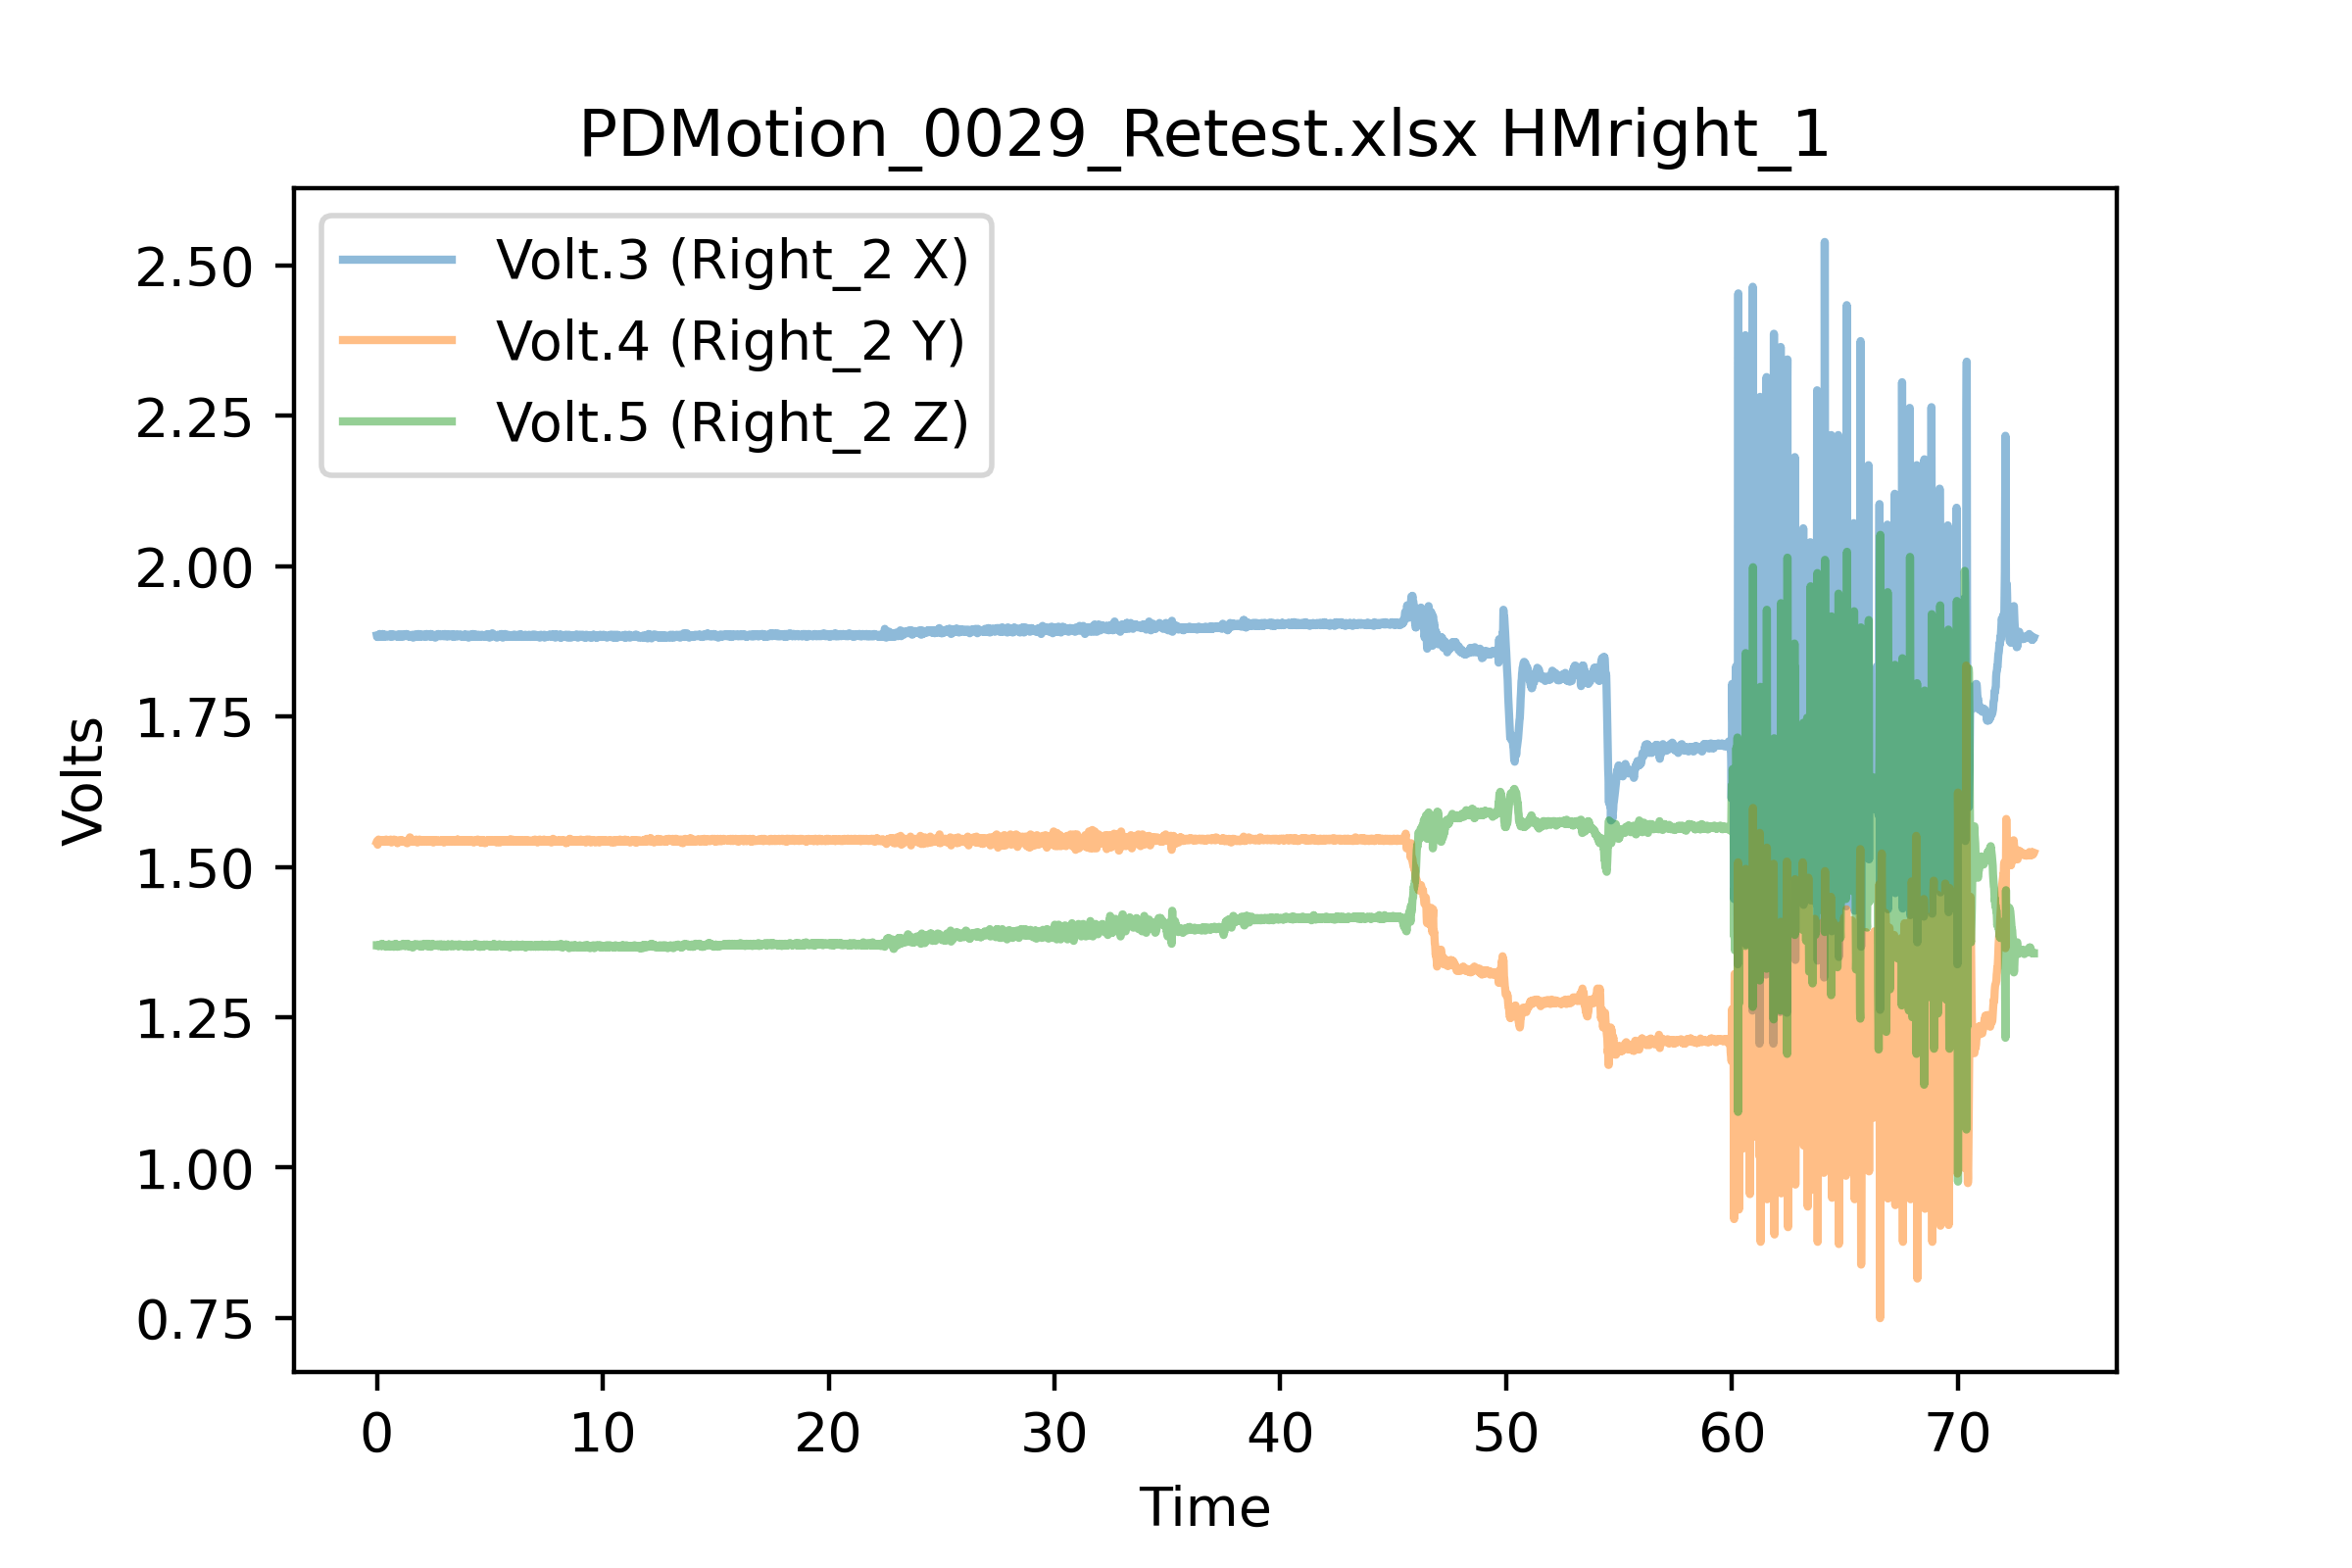 PDMotion_0029_Retest.xlsx HMright_1
Volt.3 (Right_2 X)
Volt.4 (Right_2 Y)
Volt.5 (Right_2 Z)
2.50
2.25
2.00
1.75
1.50
1.25
1.00
0.75
Volts
0 10 20 30 40 50 60 70
Time